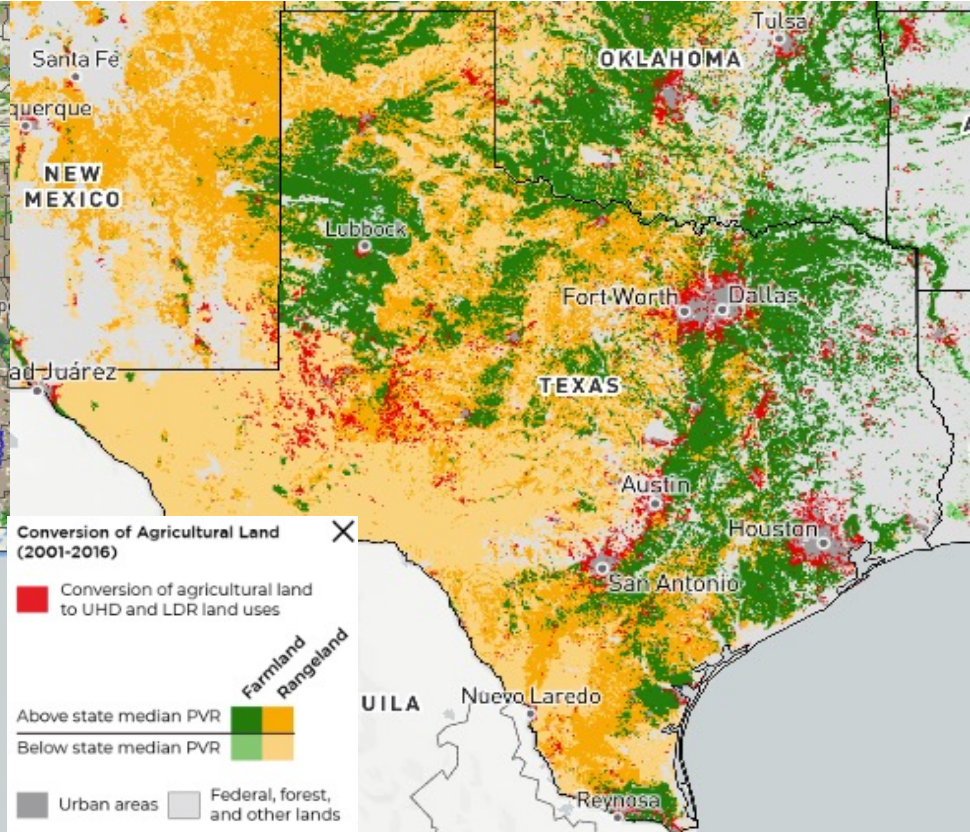 Tulsa
Santa Fe
OKLAHOMA
querque
NEW
MEXICO
Lubbock
Fort Worth
Dallas
ad Juárez
TEXAS
Austin
Houston
San Antonio
Conversion of Agricultural Land
(2001-2016)
Conversion of agricultural land
to UHD and LDR land uses
Farmland
Rangeland
Above state median PVR
Below state median PVR
Urban areas
Federal, forest,
and other lands
UILA
Nuevo Laredo
Reynosa